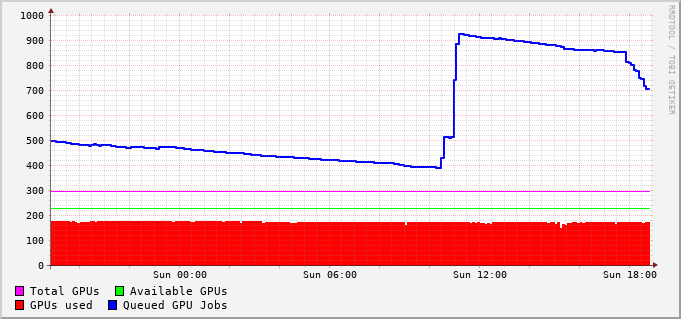 1000
900
800
700
600
500
400
300
200
100
0
Sun 00:00 Sun 06:00 Sun 12:00 Sun 18:00
Total GPUs Available GPUs
GPUs used Queued GPU Jobs
RRDTOOL / TOBI OETIKER